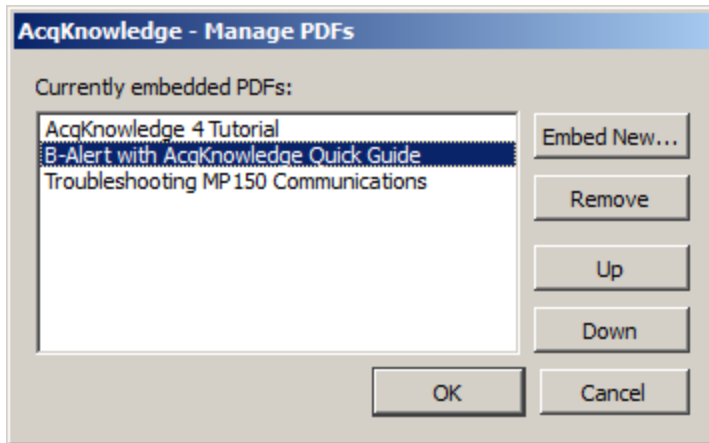 AcqKnowledge - Manage PDFs
Currently embedded PDFs:
AcqKnowledge 4 Tutorial
B-Alert with AcqKnowledge Quick Guide
Troubleshooting MP150 Communications
Embed New...
Remove
Up
Down
OK
Cancel